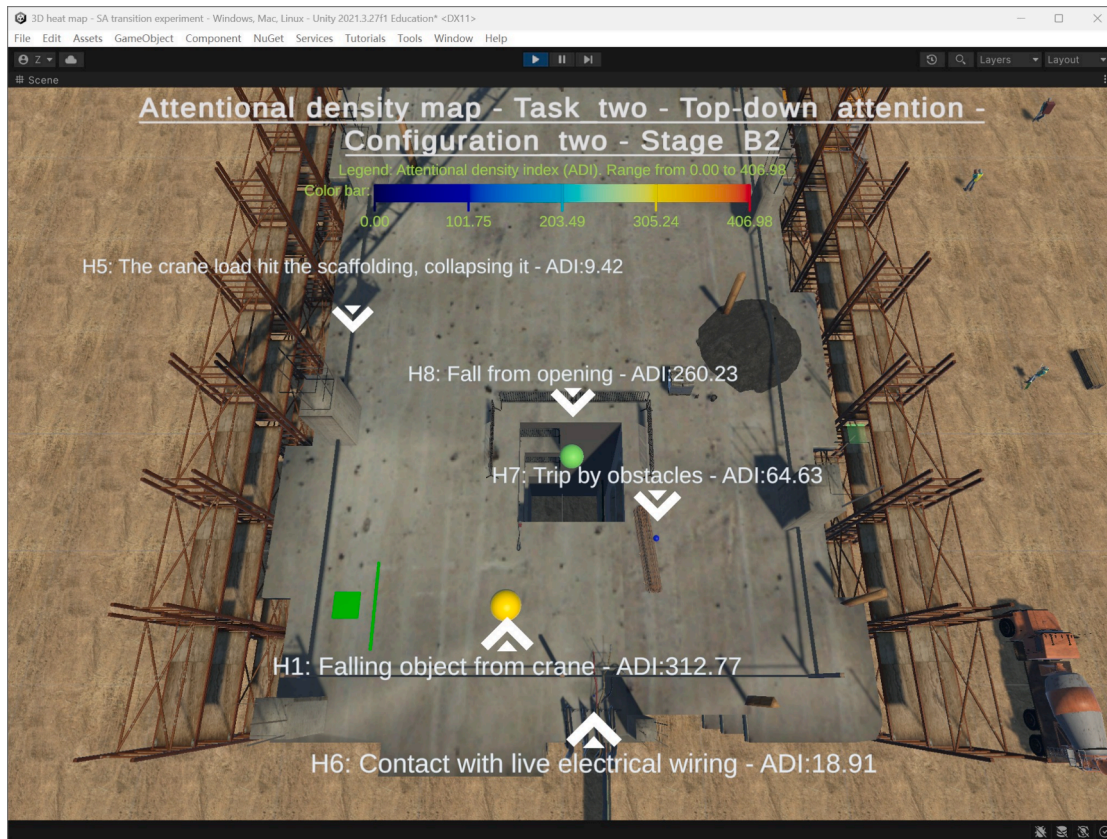 3D heat map - SA transition experiment - Windows, Mac, Linux - Unity 2021.3.27f1 Education* <DX11>
File Edit Assets GameObject Component NuGet Services Tutorials Tools Window Help
Z Layers Layout
Scene
Attentional density map - Task two - Top-down attention -
Configuration two - Stage B2
Legend: Attentional density index (ADI). Range from 0.00 to 406.98
Color bar:
0.00 101.75 203.49 305.24 406.98
H5: The crane load hit the scaffolding, collapsing it - ADI:9.42
H8: Fall from opening - ADI:260.23
H7: Trip by obstacles - ADI:64.63
H1: Falling object from crane - ADI:312.77
H6: Contact with live electrical wiring - ADI:18.91